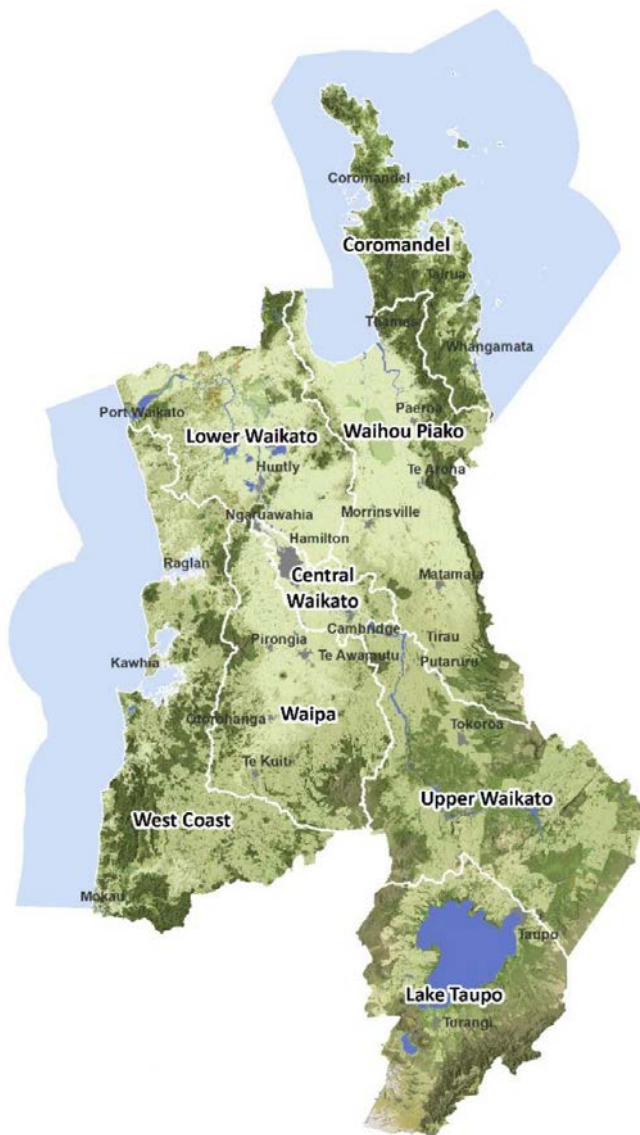 Coromandel
Coromandel
Tairua
Thames
Whangamata
Port Waikato
Paeroa
Lower Waikato
Waihou Piako
Huntly
Te Aroha
Ngaruawahia
Morrinsville
Hamilton
Raglan
Central
Waikato
Matamata
Cambridge
Pirongia
Tirau
Te Awamutu
Putaruru
Kawhia
Otorohanga
Waipa
Tokoroa
Te Kuiti
Upper Waikato
West Coast
Mokau
Taupo
Lake Taupo
Turangi